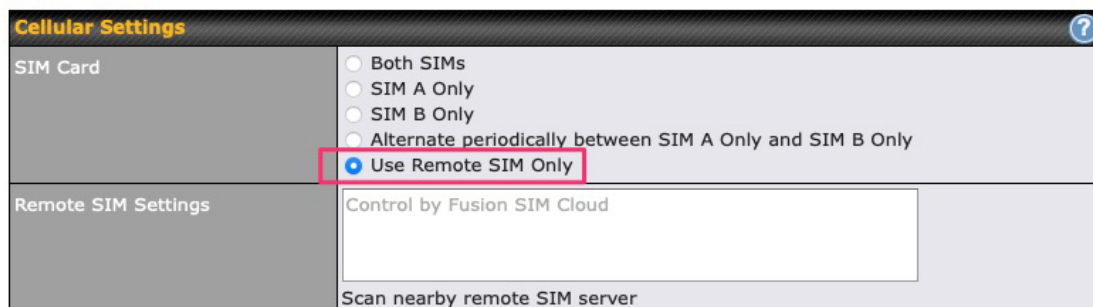 Cellular Settings
?
SIM Card
Both SIMs
SIM A Only
SIM B Only
Alternate periodically between SIM A Only and SIM B Only
Use Remote SIM Only
Remote SIM Settings
Control by Fusion SIM Cloud
Scan nearby remote SIM server